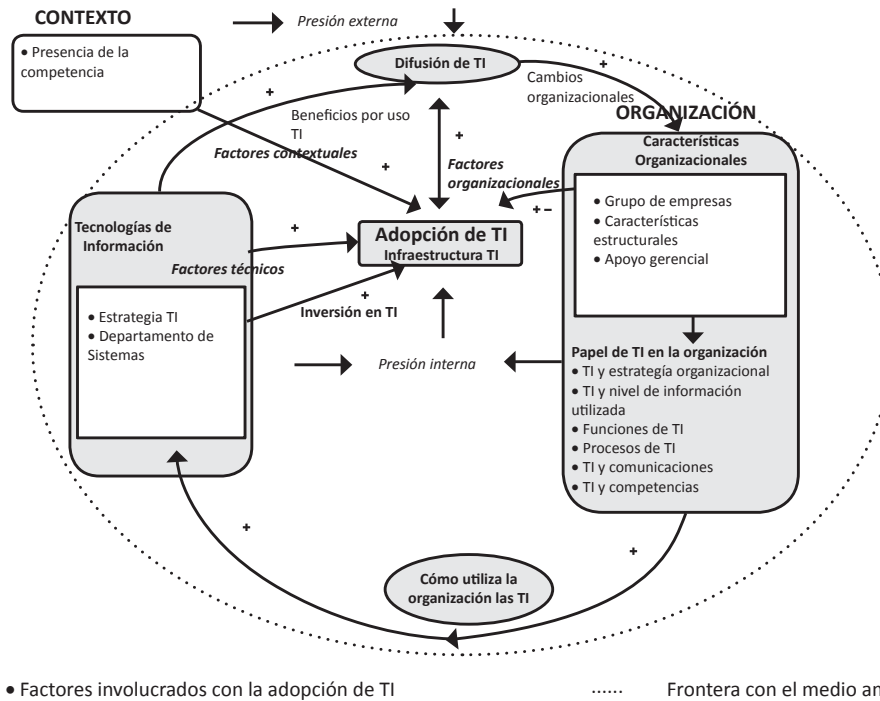 CONTEXTO
Presión externa
• Presencia de la
competencia
Difusión de TI
+
Cambios
organizacionales
+
Beneficios por uso
TI
ORGANIZACIÓN
Factores contextuales
+
+
Factores
organizacionales
+ −
Características
Organizacionales
• Grupo de empresas
• Características
estructurales
• Apoyo gerencial
Tecnologías de
Información
+
Factores técnicos
Adopción de TI
Infraestructura TI
+
Inversión en TI
• Estrategia TI
• Departamento de
Sistemas
Presión interna
Papel de TI en la organización
• TI y estrategía organizacional
• TI y nivel de información
utilizada
• Funciones de TI
• Procesos de TI
• TI y comunicaciones
• TI y competencias
+
+
Cómo utiliza la
organización las TI
• Factores involucrados con la adopción de TI
...... Frontera con el medio